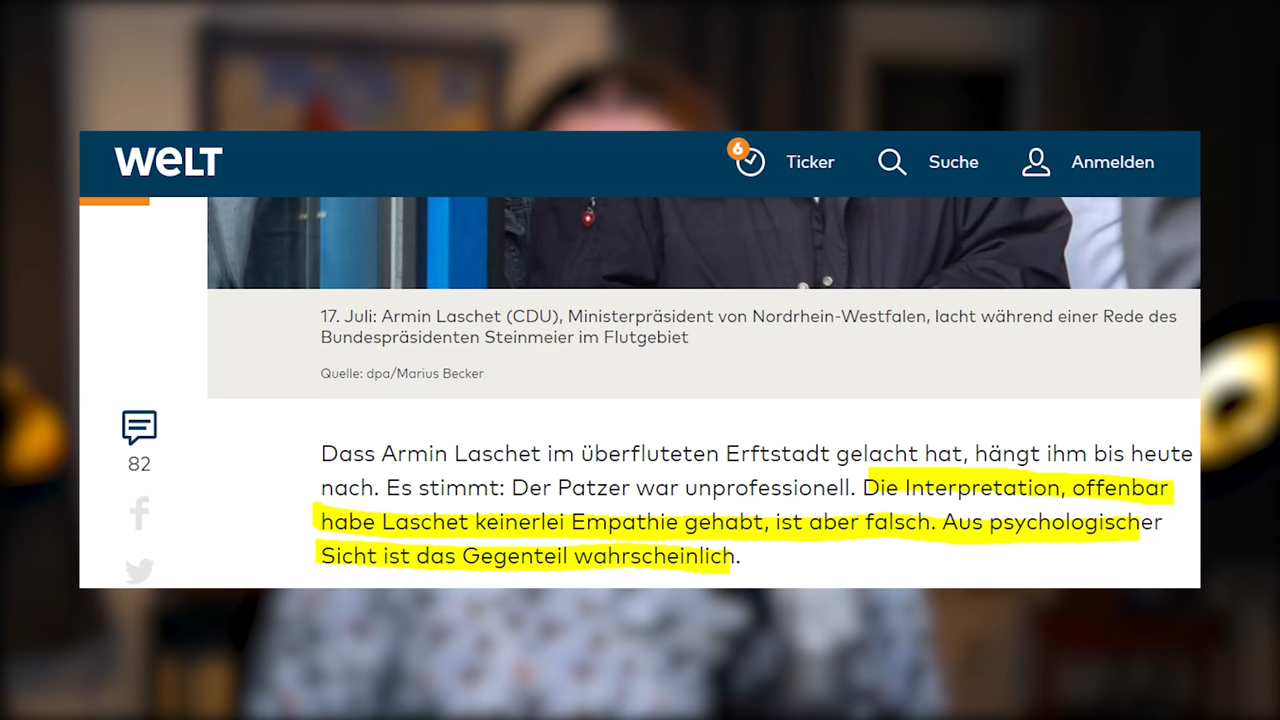 WELT
6
Ticker
Suche
Anmelden
17. Juli: Armin Laschet (CDU), Ministerpräsident von Nordrhein-Westfalen, lacht während einer Rede des
Bundespräsidenten Steinmeier im Flutgebiet
Quelle: dpa/Marius Becker
82
Dass Armin Laschet im überfluteten Erftstadt gelacht hat, hängt ihm bis heute
nach. Es stimmt: Der Patzer war unprofessionell. Die Interpretation, offenbar
habe Laschet keinerlei Empathie gehabt, ist aber falsch. Aus psychologischer
Sicht ist das Gegenteil wahrscheinlich.